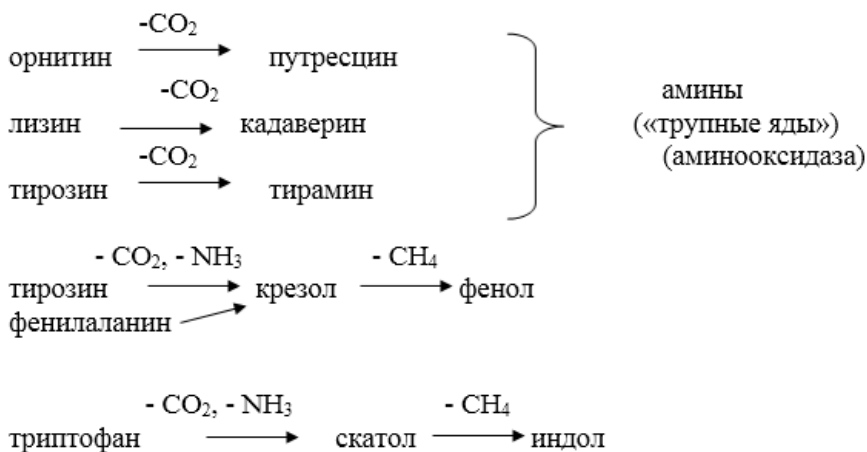 -CO₂
орнитин путресцин
-CO₂
лизин кадаверин
-CO₂
тирозин тирамин
амины
(«трупные яды»)
(аминооксидаза)
- CO₂, - NH₃ - CH₄
тирозин крезол фенол
фенилаланин
- CO₂, - NH₃ - CH₄
триптофан скатол индол